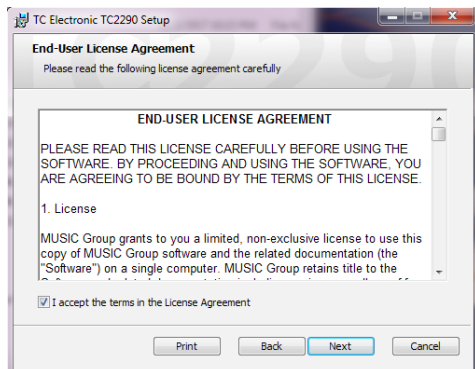 TC Electronic TC2290 Setup
End-User License Agreement
Please read the following license agreement carefully
END-USER LICENSE AGREEMENT
PLEASE READ THIS LICENSE CAREFULLY BEFORE USING THE
SOFTWARE. BY PROCEEDING AND USING THE SOFTWARE, YOU
ARE AGREEING TO BE BOUND BY THE TERMS OF THIS LICENSE.
1. License
MUSIC Group grants to you a limited, non-exclusive license to use this
copy of MUSIC Group software and the related documentation (the
"Software") on a single computer. MUSIC Group retains title to the
I accept the terms in the License Agreement
Print
Back
Next
Cancel